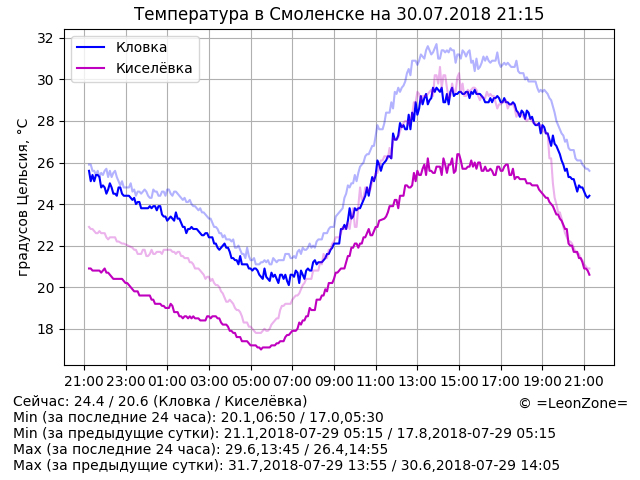 Температура в Смоленске на 30.07.2018 21:15
градусов Цельсия, °C
32
30
28
26
24
22
20
18
Кловка
Киселёвка
21:00 23:00 01:00 03:00 05:00 07:00 09:00 11:00 13:00 15:00 17:00 19:00 21:00
Сейчас: 24.4 / 20.6 (Кловка / Киселёвка)
© =LeonZone=
Min (за последние 24 часа): 20.1,06:50 / 17.0,05:30
Min (за предыдущие сутки): 21.1,2018-07-29 05:15 / 17.8,2018-07-29 05:15
Max (за последние 24 часа): 29.6,13:45 / 26.4,14:55
Max (за предыдущие сутки): 31.7,2018-07-29 13:55 / 30.6,2018-07-29 14:05